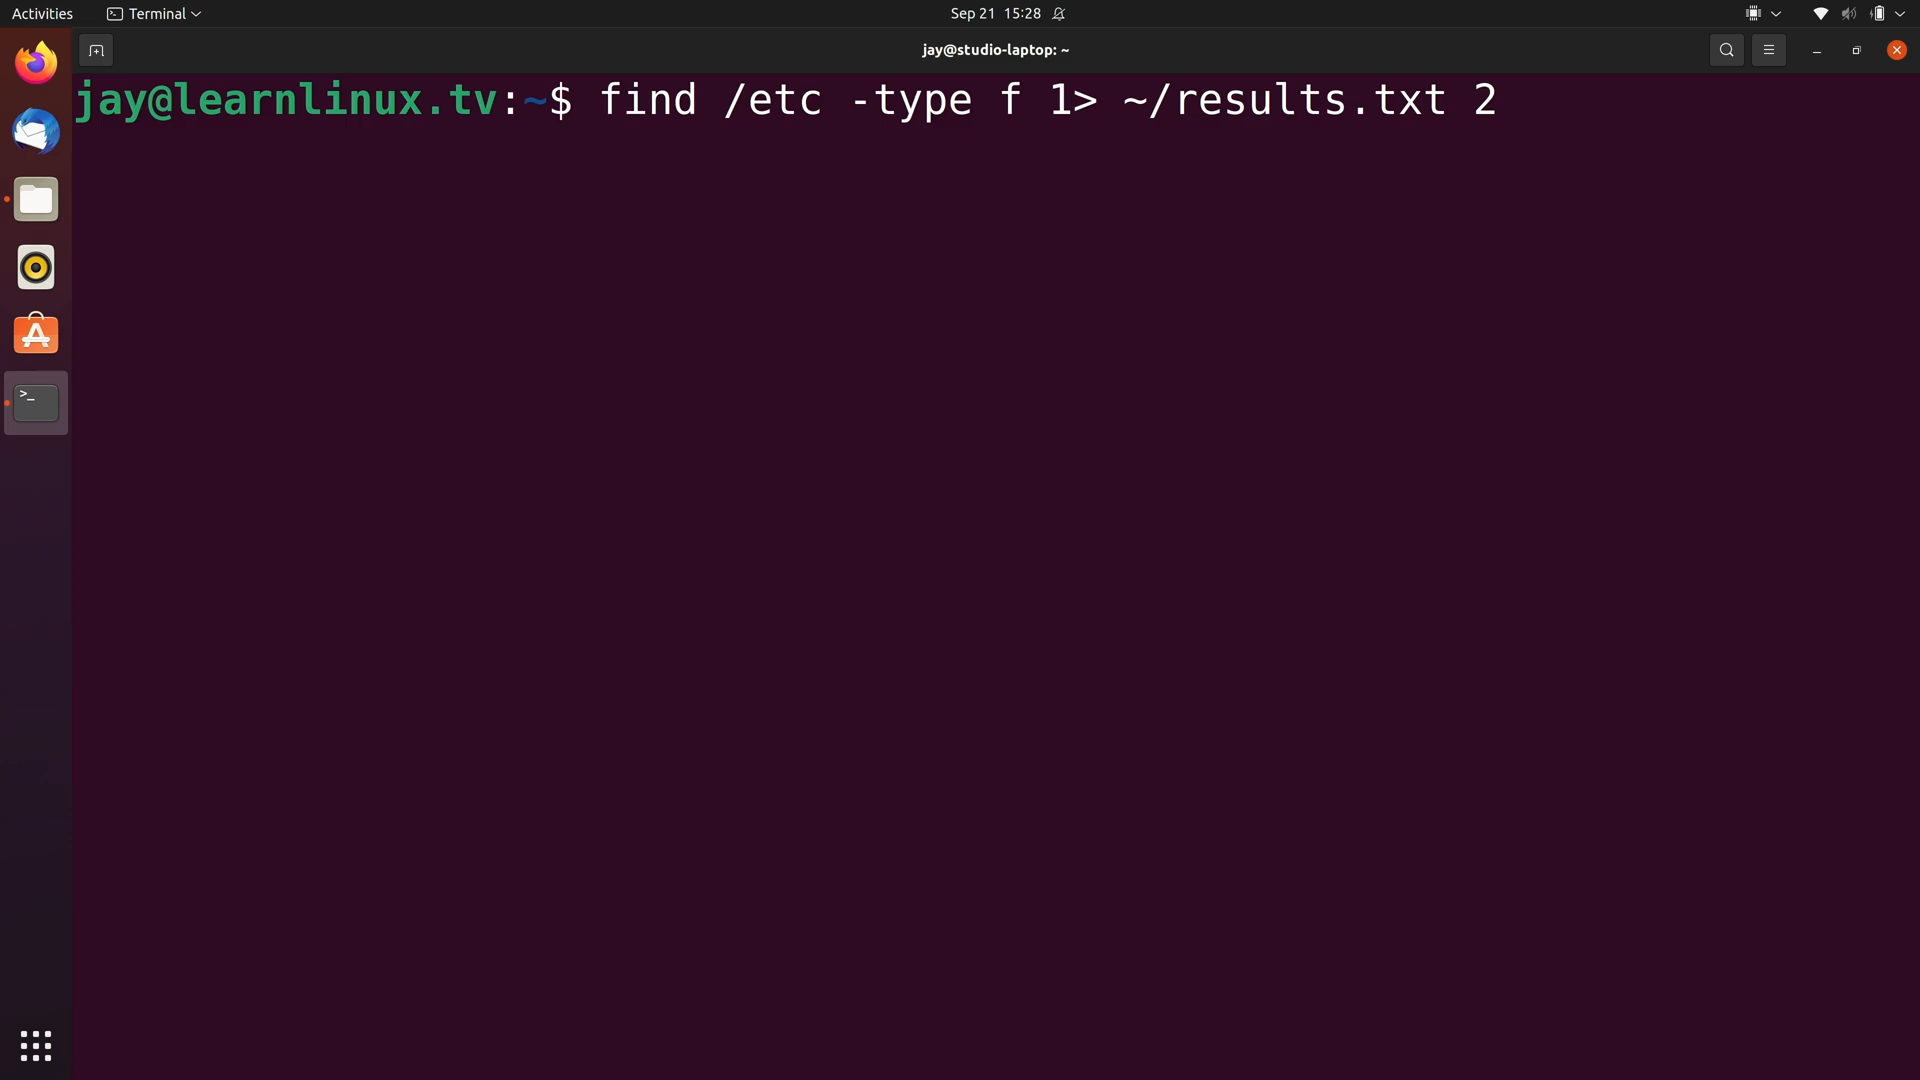 Activities Terminal Sep 21 15:28
jay@studio-laptop: ~
jay@learnlinux.tv:~$ find /etc -type f 1> ~/results.txt 2